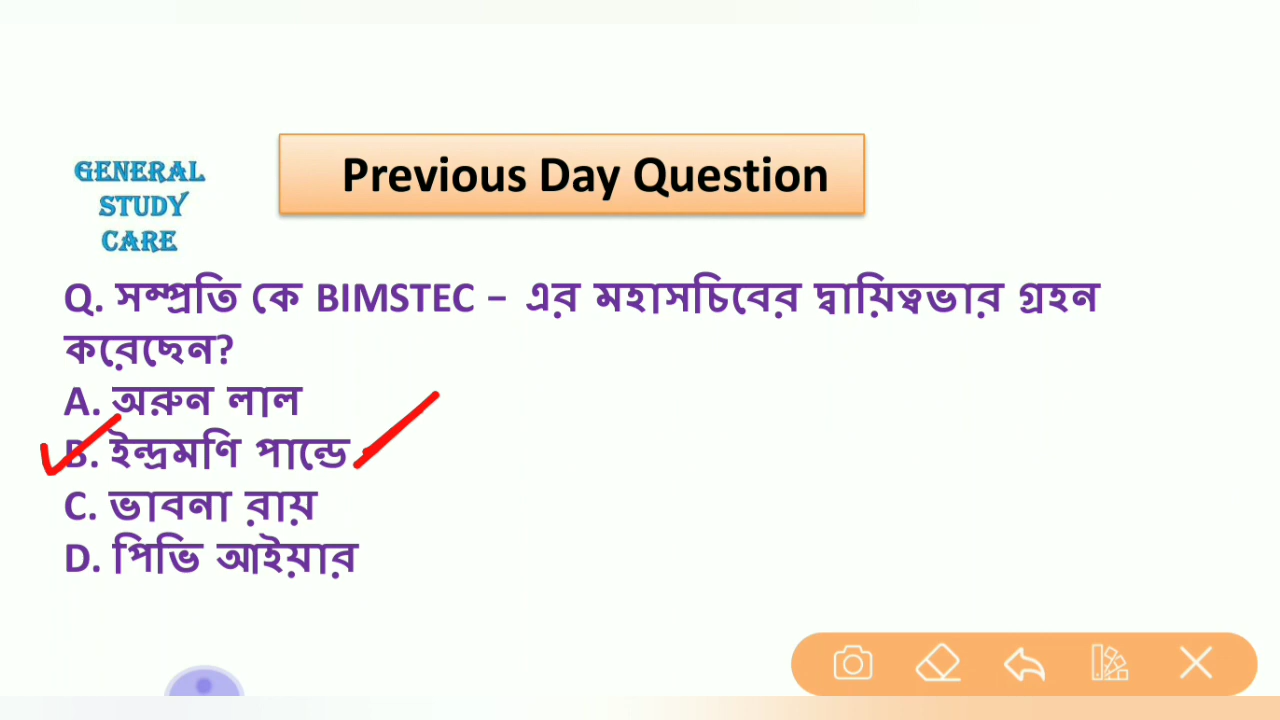 GENERAL
STUDY
CARE
Previous Day Question
Q. সম্প্রতি কে BIMSTEC – এর মহাসচিবের দ্বায়িত্বভার গ্রহন
করেছেন?
A. অরুন লাল
B. ইন্দ্রমণি পান্ডে
C. ভাবনা রায়
D. পিভি আইয়ার